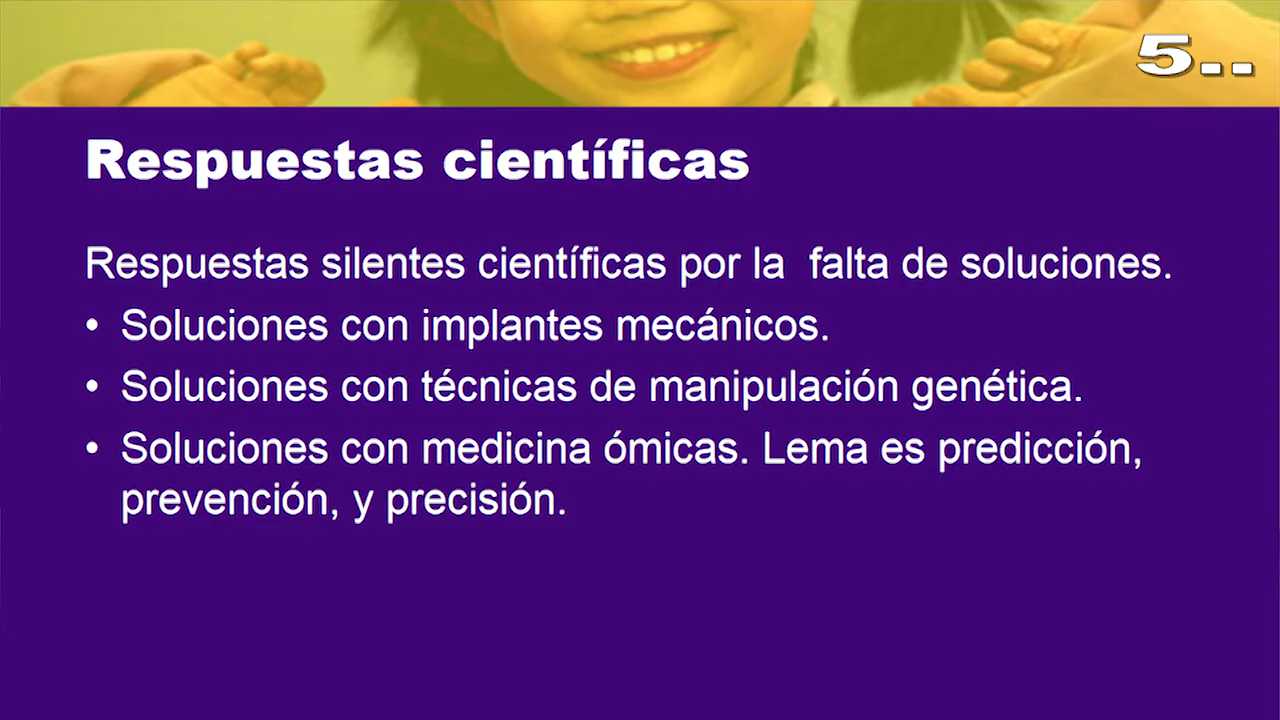 5..
Respuestas científicas
Respuestas silentes científicas por la  falta de soluciones.
• Soluciones con implantes mecánicos.
• Soluciones con técnicas de manipulación genética.
• Soluciones con medicina ómicas. Lema es predicción,
prevención, y precisión.